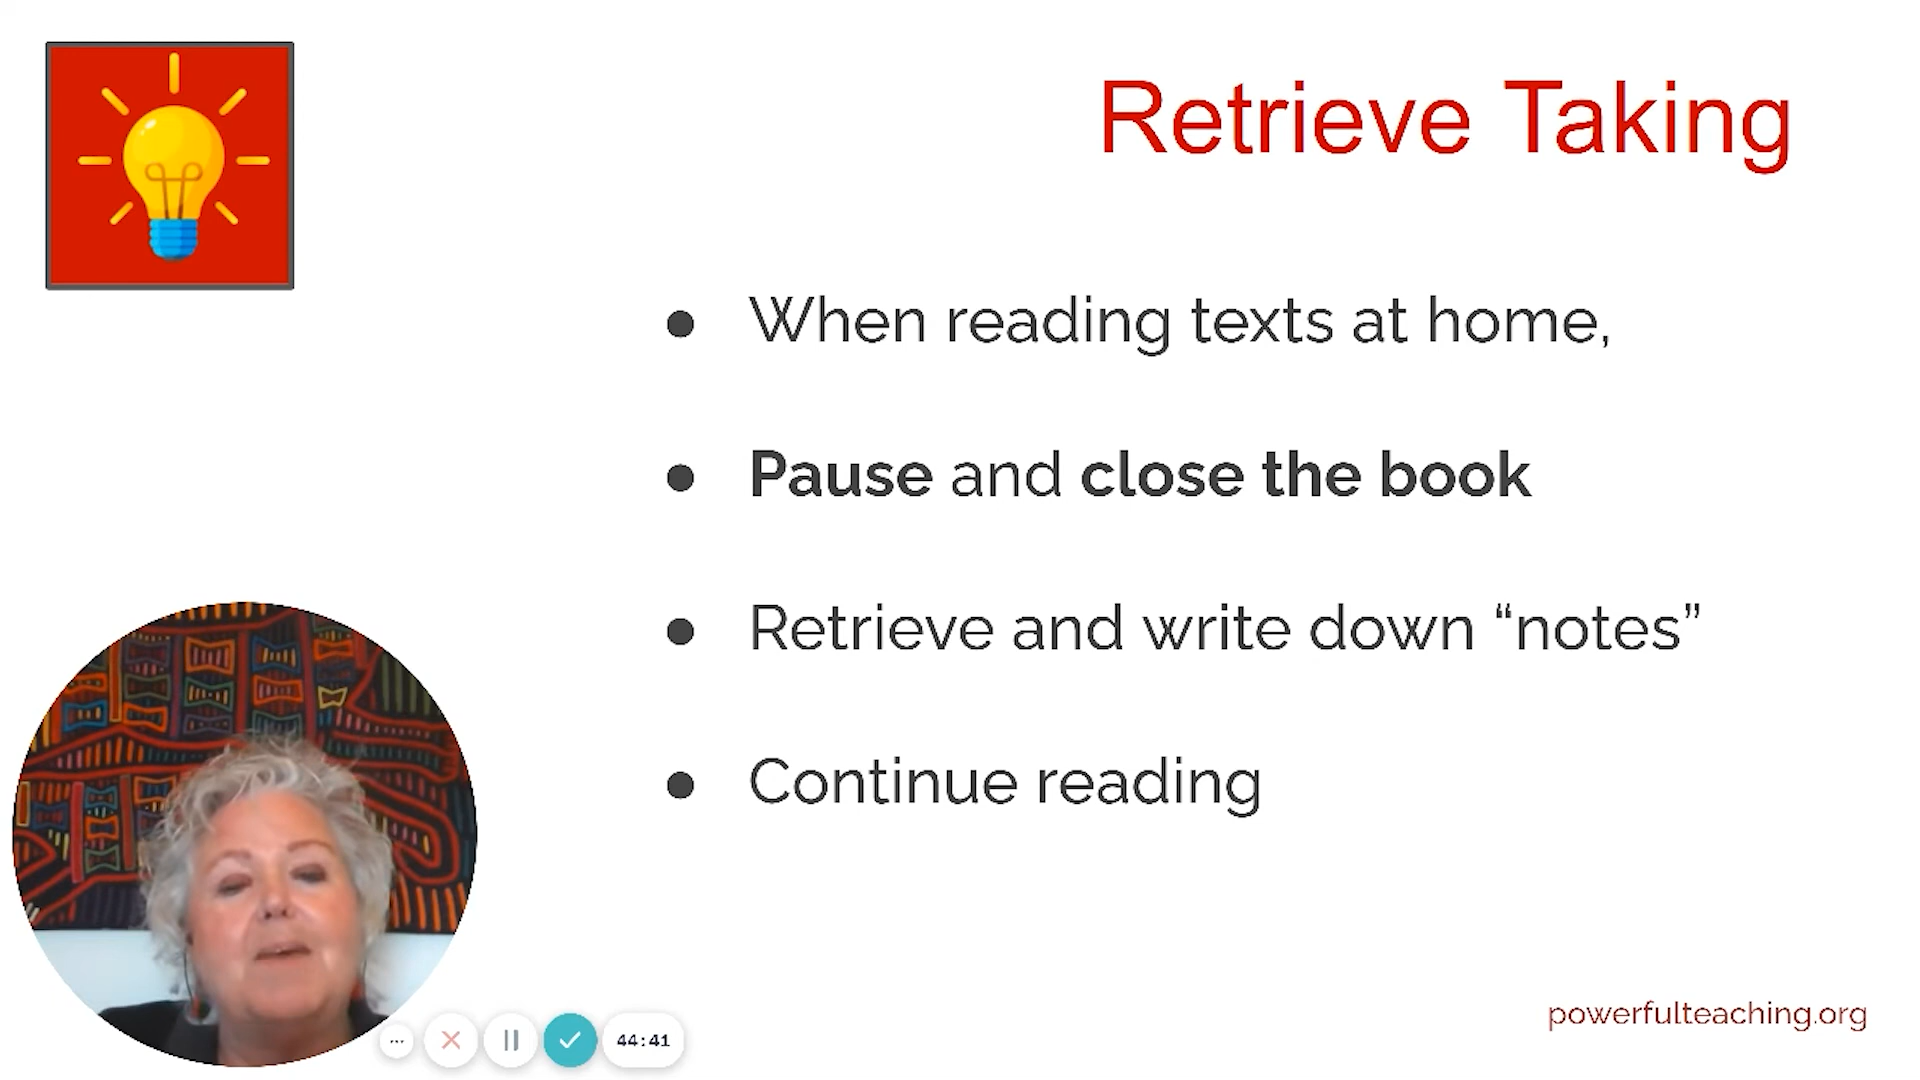 Retrieve Taking
When reading texts at home,
Pause and close the book
Retrieve and write down “notes”
Continue reading
powerfulteaching.org
44:41